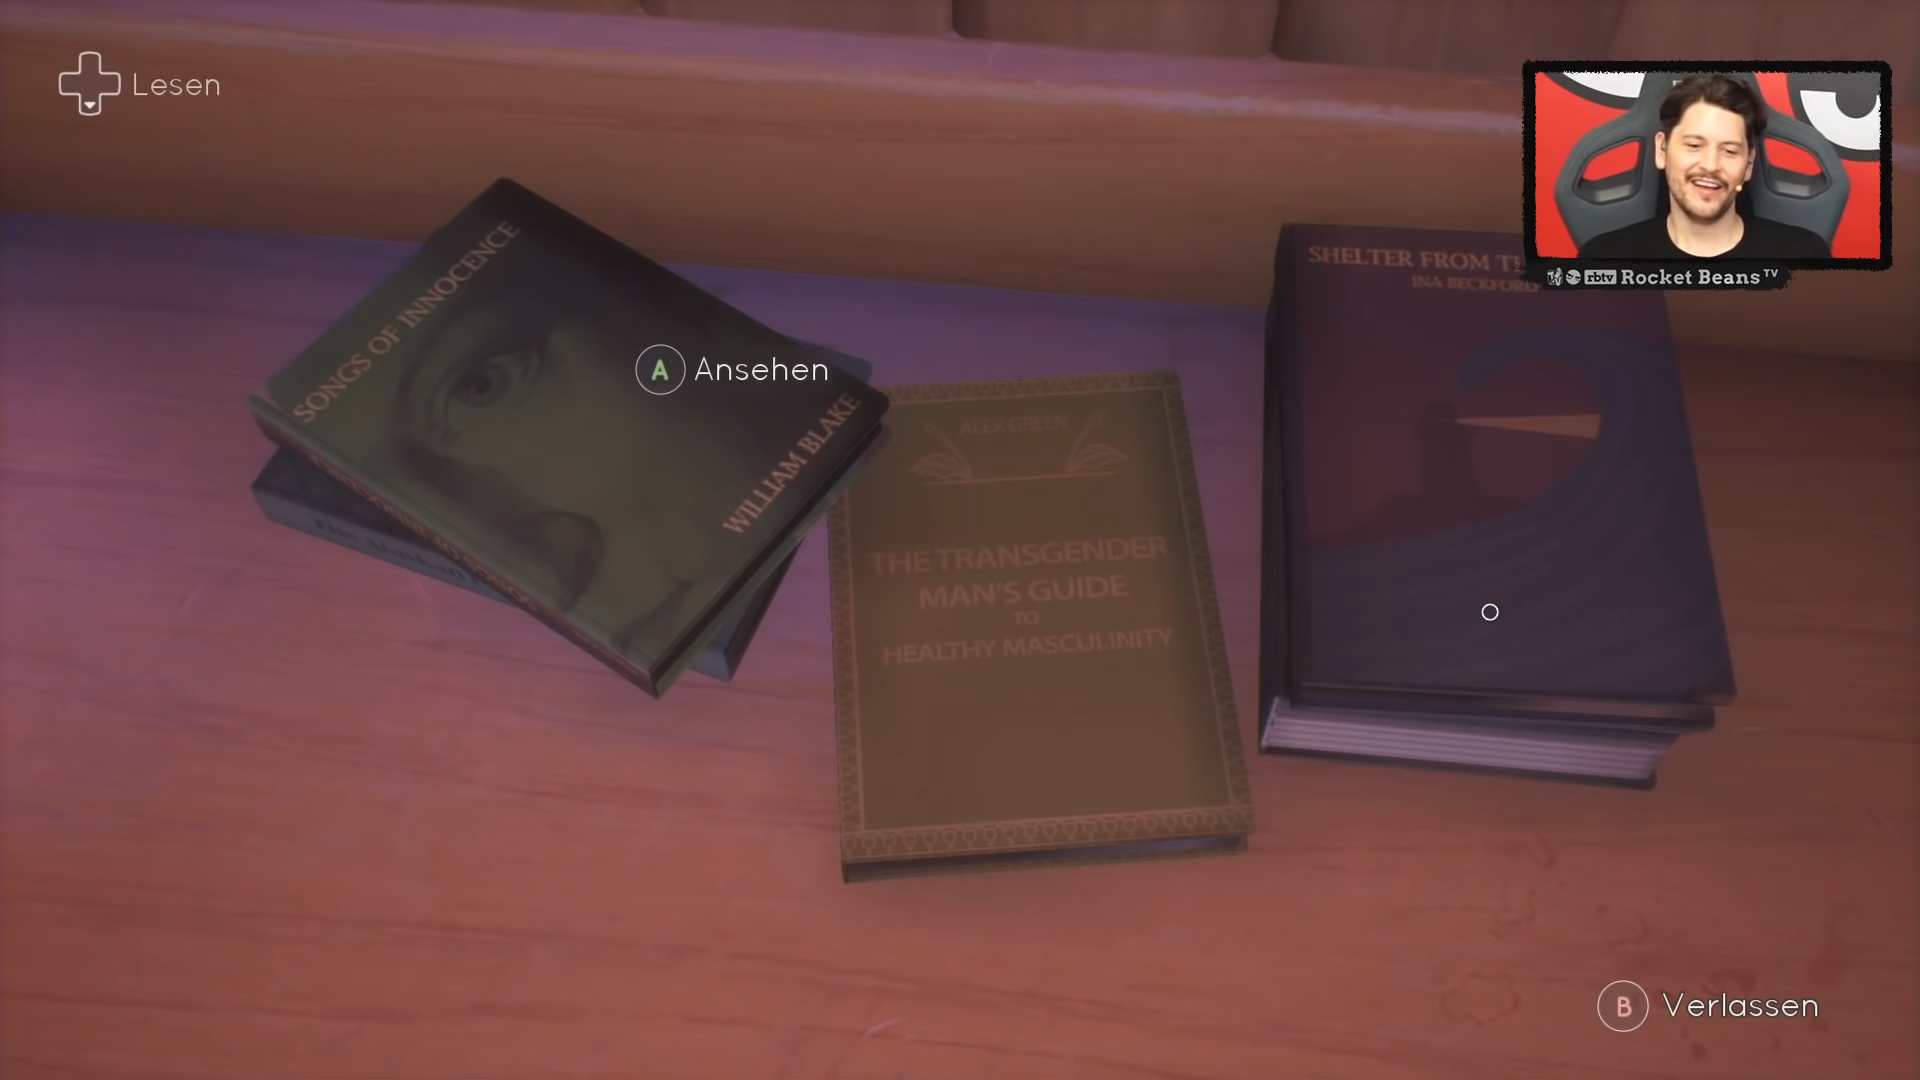 Lesen
SONGS OF INNOCENCE
WILLIAM BLAKE
A Ansehen
ALEX GREEN
THE TRANSGENDER
MAN'S GUIDE
TO
HEALTHY MASCULINITY
SHELTER FROM
INA BECKFORD
rbtv Rocket Beans TV
B Verlassen